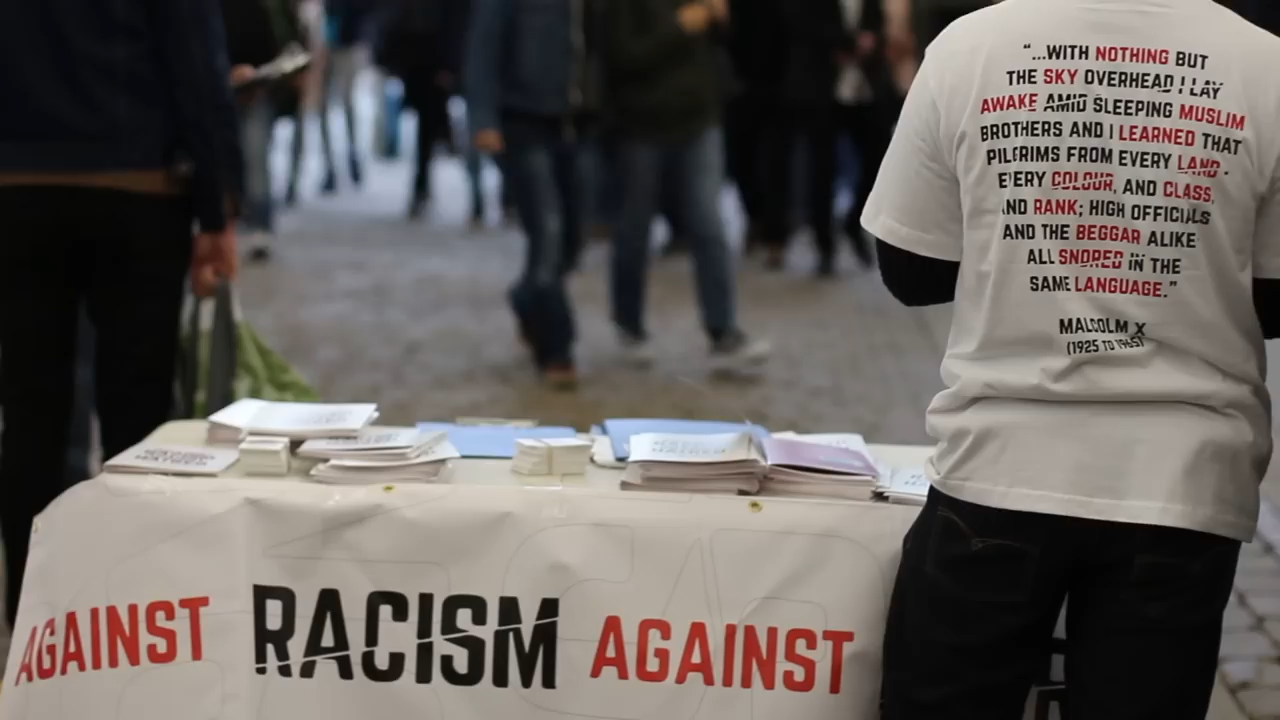 "...WITH NOTHING BUT
THE SKY OVERHEAD I LAY
AWAKE AMID SLEEPING MUSLIM
BROTHERS AND I LEARNED THAT
PILGRIMS FROM EVERY LAND.
EVERY COLOUR, AND CLASS,
AND RANK; HIGH OFFICIALS
AND THE BEGGAR ALIKE
ALL SNORED IN THE
SAME LANGUAGE."
MALCOLM X
(1925 TO 1965)
AGAINST RACISM AGAINST